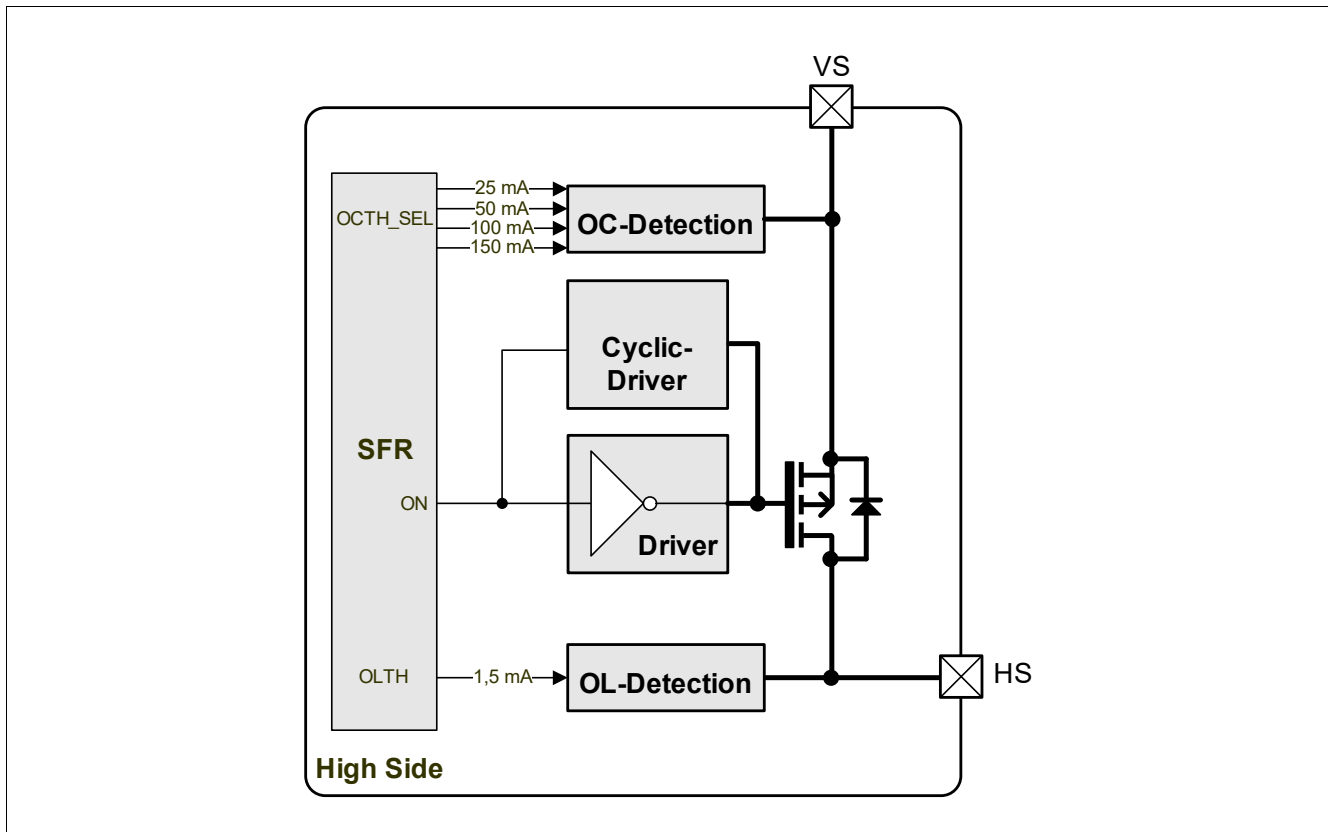 VS
25 mA
50 mA
OCTH_SEL
100 mA
150 mA
OC-Detection
Cyclic-
Driver
SFR
ON
Driver
OLTH
1,5 mA
OL-Detection
HS
High Side